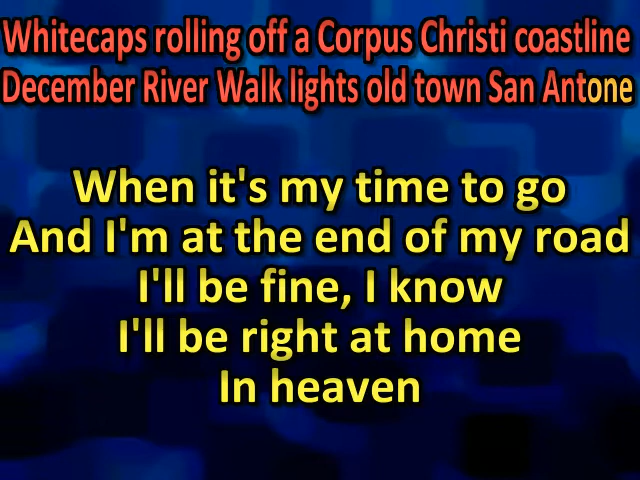 Whitecaps rolling off a Corpus Christi coastline
December River Walk lights old town San Antone
When it's my time to go
And I'm at the end of my road
I'll be fine, I know
I'll be right at home
In heaven